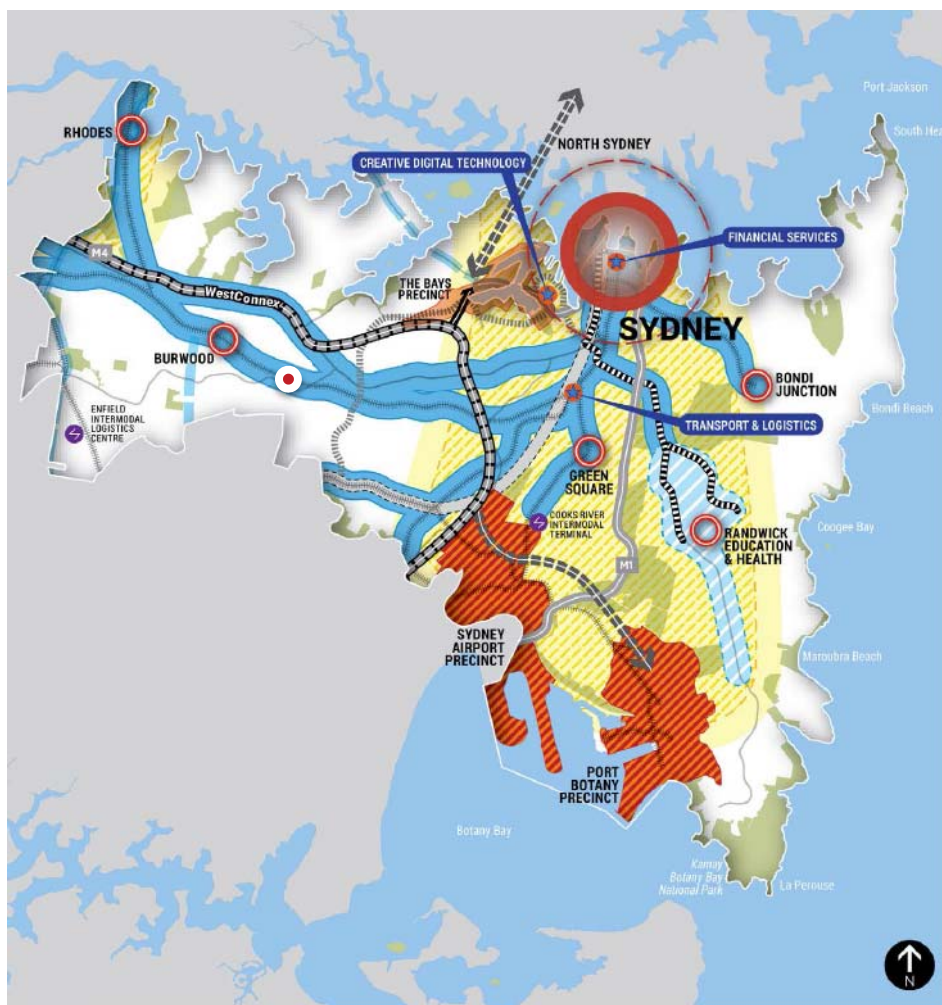 Port Jackson
South Hea
RHODES
NORTH SYDNEY
CREATIVE DIGITAL TECHNOLOGY
FINANCIAL SERVICES
M4
THE BAYS
PRECINCT
WestConnex
SYDNEY
BURWOOD
BONDI
JUNCTION
Bondi Beach
ENFIELD
INTERMODAL
LOGISTICS
CENTRE
TRANSPORT & LOGISTICS
GREEN
SQUARE
COOKS RIVER
INTERMODAL
TERMINAL
Coogee Bay
RANDWICK
EDUCATION
& HEALTH
M1
SYDNEY
AIRPORT
PRECINCT
Maroubra Beach
PORT
BOTANY
PRECINCT
Botany Bay
Kamay
Botany Bay
National Park
La Perouse
N